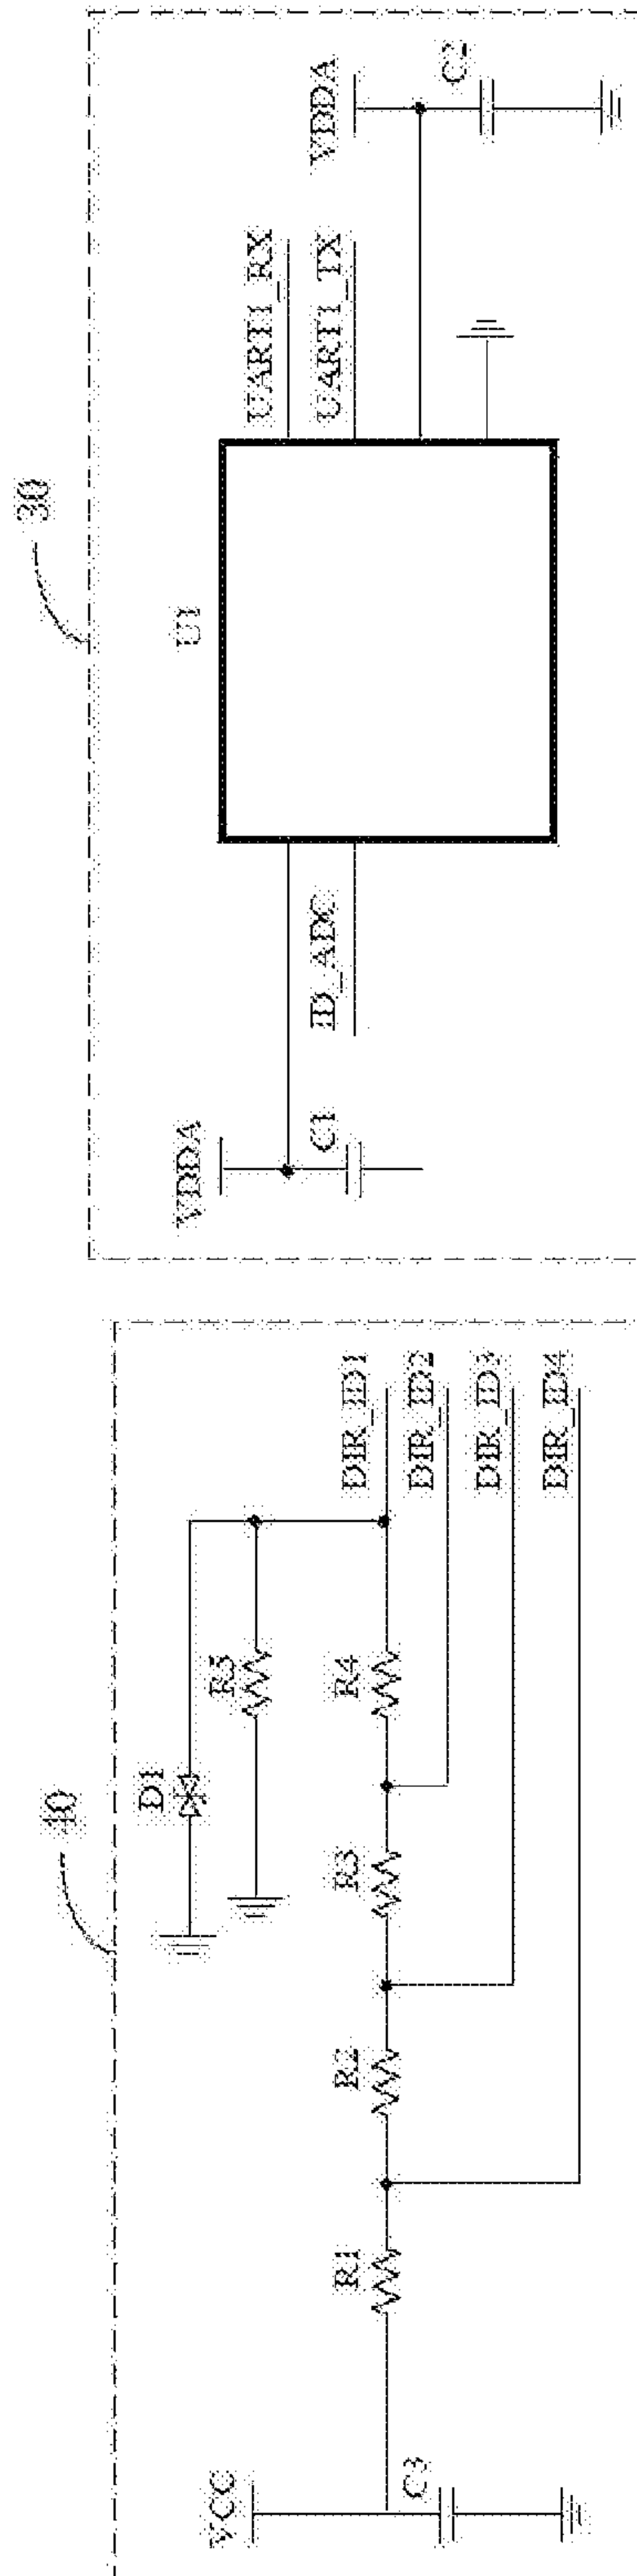 40
D1
R5
VCC
R1
R2
R3
R4
C3
DIR_ID1
DIR_ID2
DIR_ID3
DIR_ID4
30
U1
VDDA
C1
ID_ADC
UART1_RX
UART1_TX
VDDA
C2